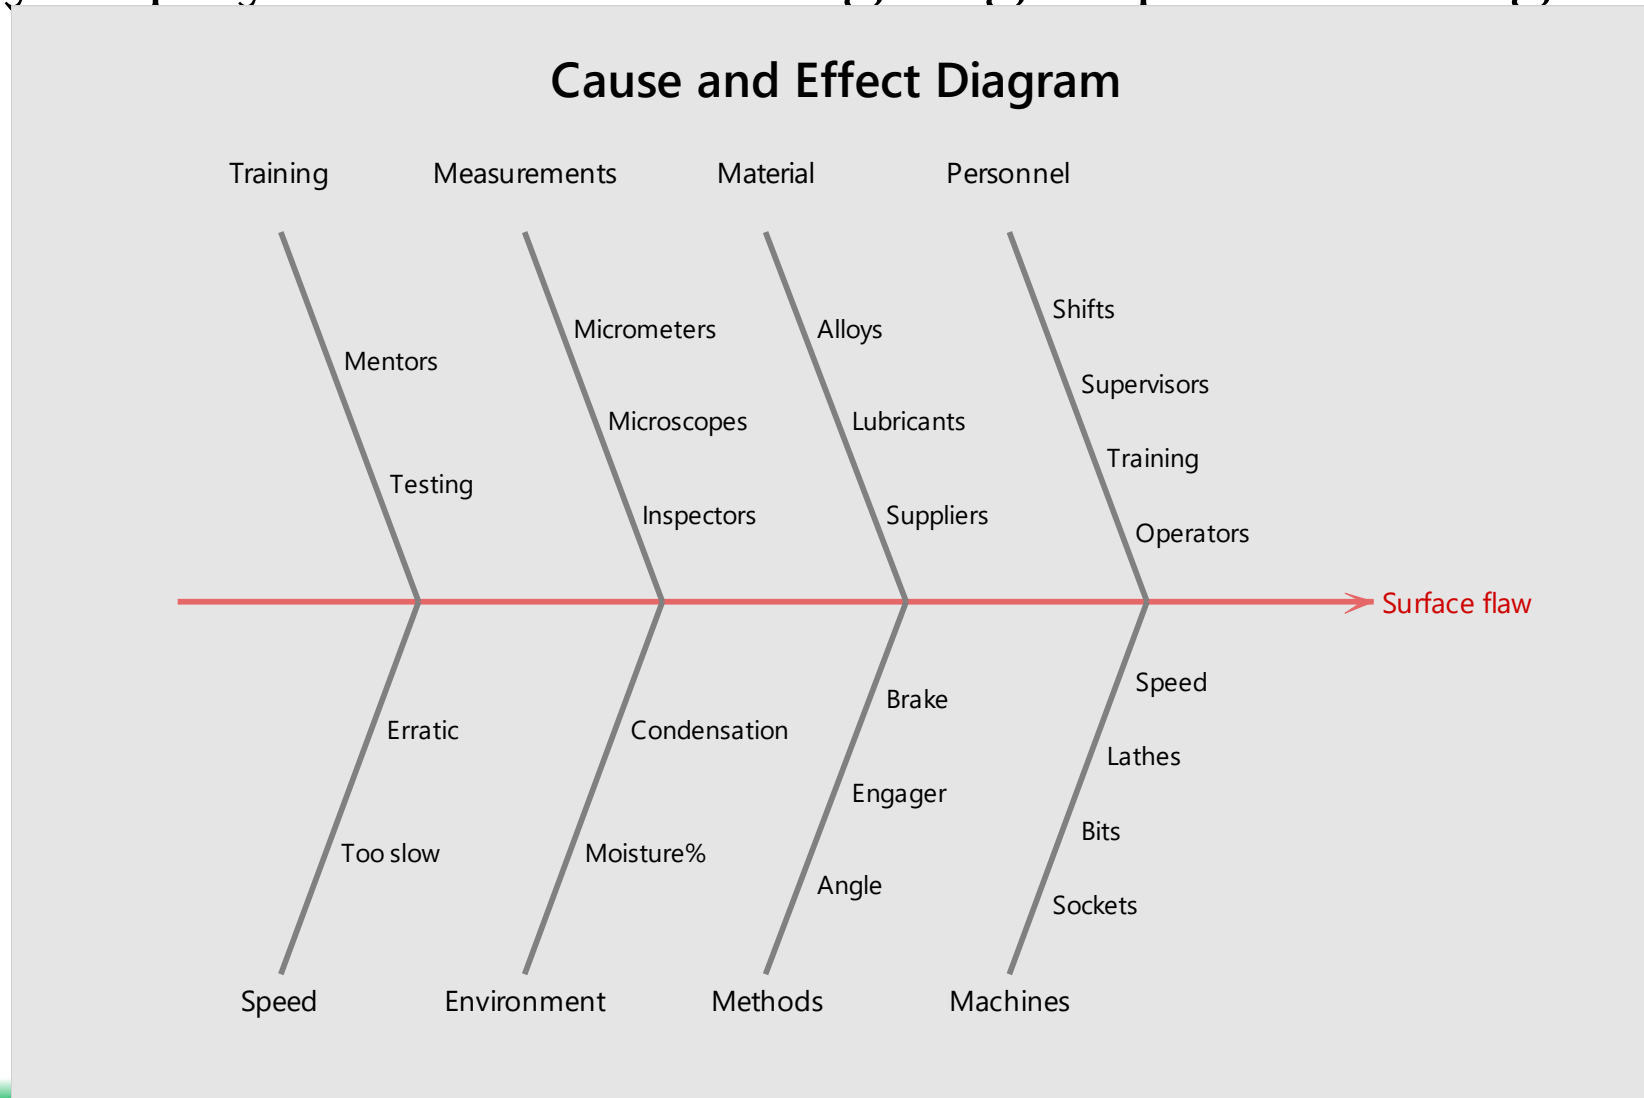 Cause and Effect Diagram
Training Measurements Material Personnel
Shifts
Micrometers Alloys
Mentors
Supervisors
Microscopes Lubricants
Training
Testing
Inspectors Suppliers
Operators
Surface flaw
Speed
Brake
Erratic Condensation
Lathes
Engager
Bits
Too slow Moisture%
Angle
Sockets
Speed Environment Methods Machines